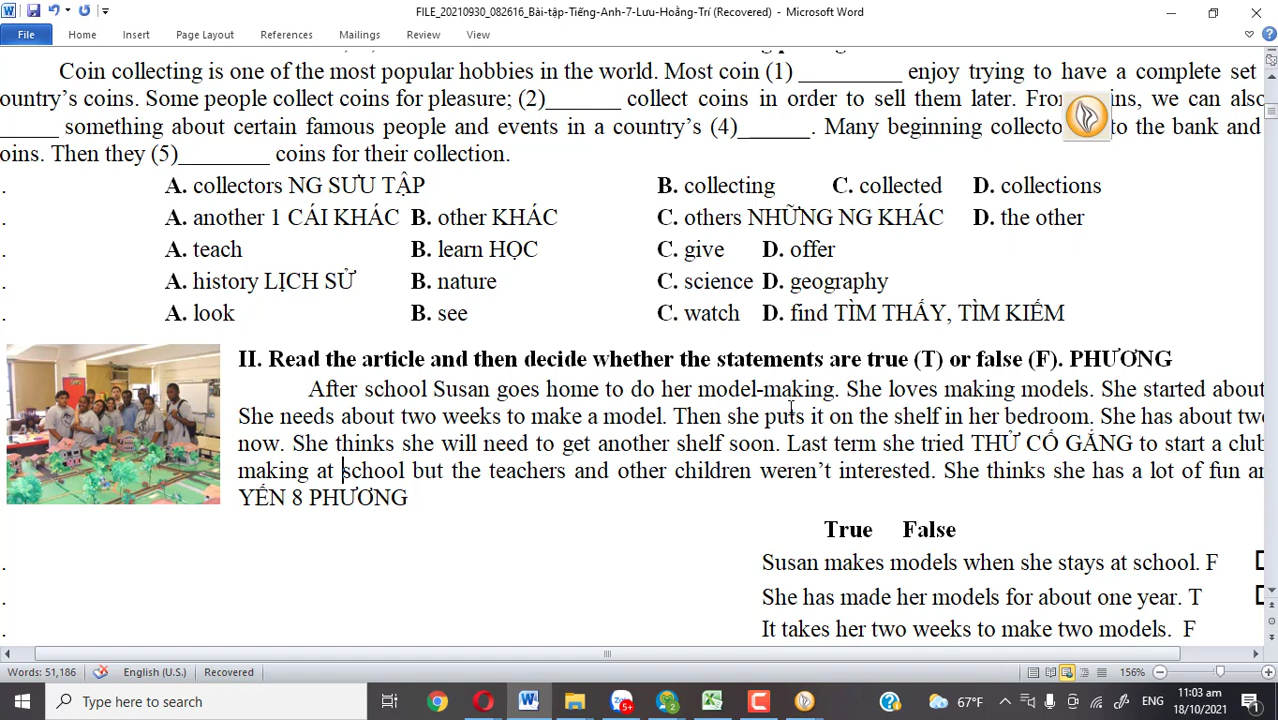 FILE_20210930_082616_Bài-tập-Tiếng-Anh-7-Lưu-Hoằng-Trí (Recovered) - Microsoft Word
File Home Insert Page Layout References Mailings Review View
Coin collecting is one of the most popular hobbies in the world. Most coin (1) _________ enjoy trying to have a complete set
ountry’s coins. Some people collect coins for pleasure; (2)______ collect coins in order to sell them later. From ins, we can also
_____ something about certain famous people and events in a country’s (4)______. Many beginning collecto to the bank and
oins. Then they (5)________ coins for their collection.
. A. collectors NG SƯU TẬP B. collecting C. collected D. collections
. A. another 1 CÁI KHÁC B. other KHÁC C. others NHỮNG NG KHÁC D. the other
. A. teach B. learn HỌC C. give D. offer
. A. history LỊCH SỬ B. nature C. science D. geography
. A. look B. see C. watch D. find TÌM THẤY, TÌM KIẾM
II. Read the article and then decide whether the statements are true (T) or false (F). PHƯƠNG
After school Susan goes home to do her model-making. She loves making models. She started about
She needs about two weeks to make a model. Then she puts it on the shelf in her bedroom. She has about two
now. She thinks she will need to get another shelf soon. Last term she tried THỬ CỐ GẮNG to start a club
making at school but the teachers and other children weren’t interested. She thinks she has a lot of fun an
YẾN 8 PHƯƠNG
True False
. Susan makes models when she stays at school. F
. She has made her models for about one year. T
. It takes her two weeks to make two models. F
Words: 51,186 English (U.S.) Recovered 156%
Type here to search 5+ 2 67°F ENG 11:03 am
18/10/2021 1